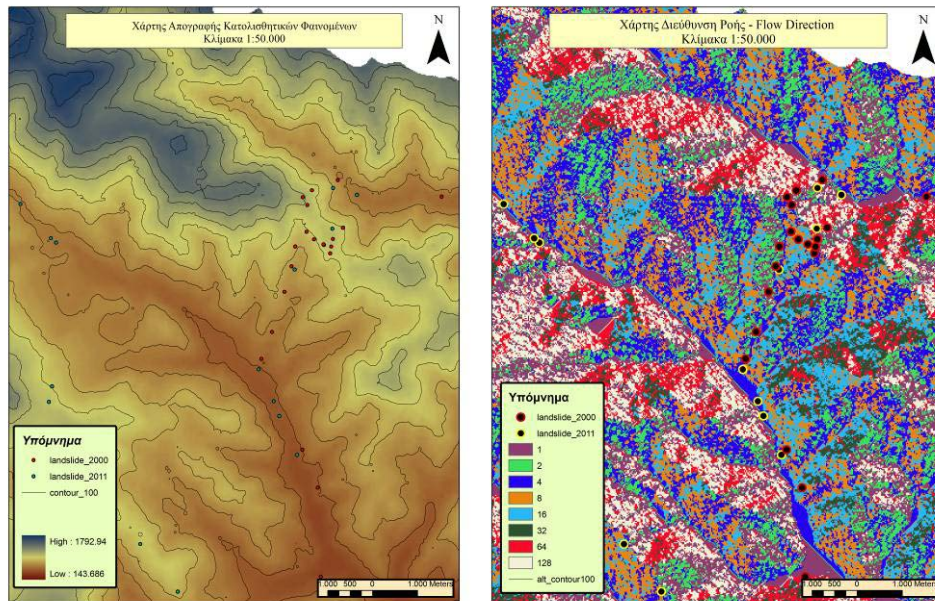 Χάρτης Απογραφής Κατολισθητικών Φαινομένων
Κλίμακα 1:50.000
N
Υπόμνημα
landslide_2000
landslide_2011
contour_100
High : 1792.94
Low : 143.686
1.000 500 0 1.000 Meters
Χάρτης Διεύθυνση Ροής - Flow Direction
Κλίμακα 1:50.000
N
Υπόμνημα
landslide_2000
landslide_2011
1
2
4
8
16
32
64
128
alt_contour100
1.000 500 0 1.000 Meters